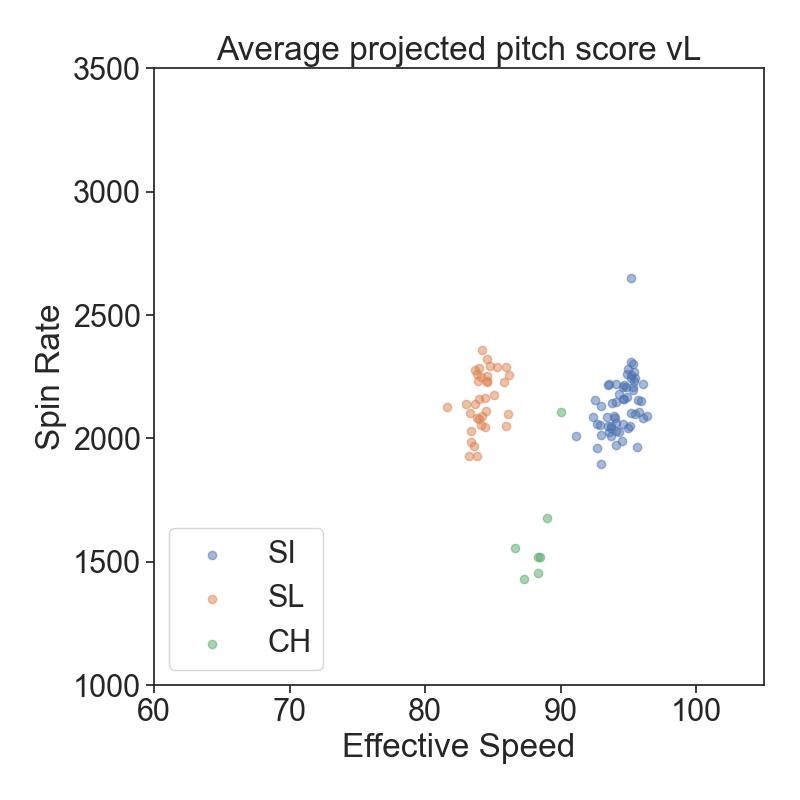 Average projected pitch score vL
3500
3000
2500
2000
1500
1000
Spin Rate
SI
SL
CH
60 70 80 90 100
Effective Speed